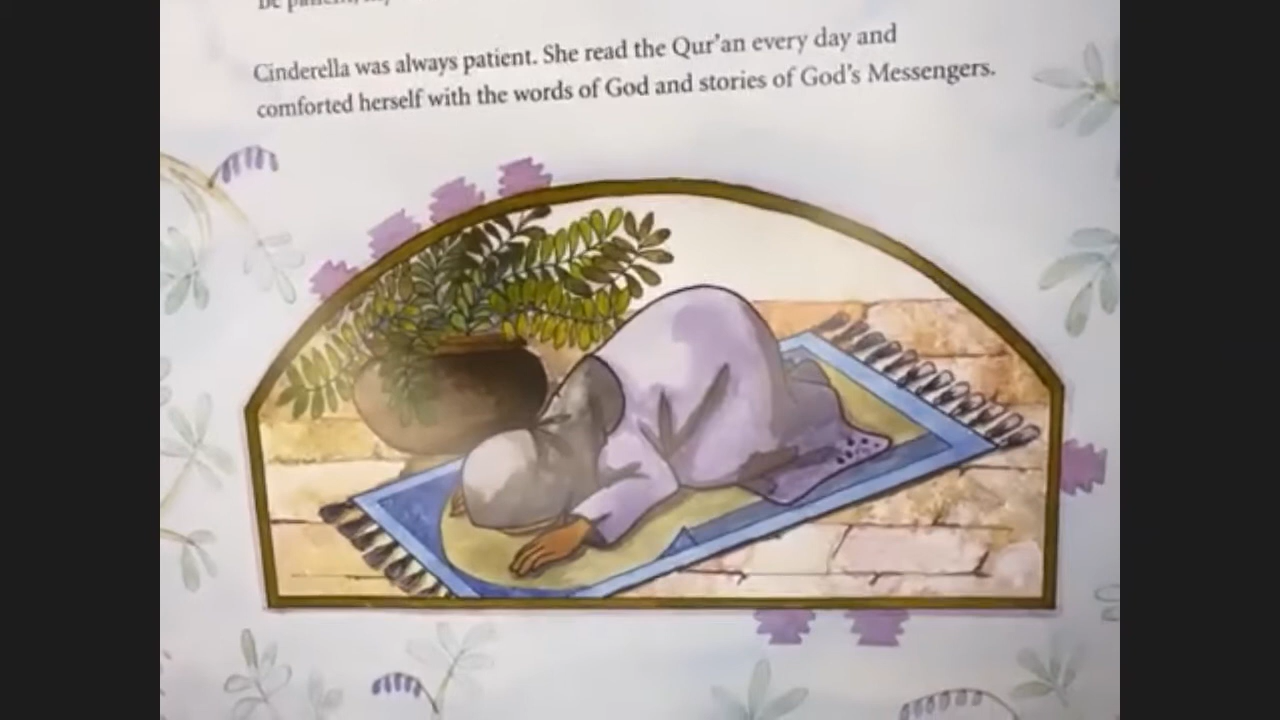 Cinderella was always patient. She read the Qur'an every day and
comforted herself with the words of God and stories of God's Messengers.